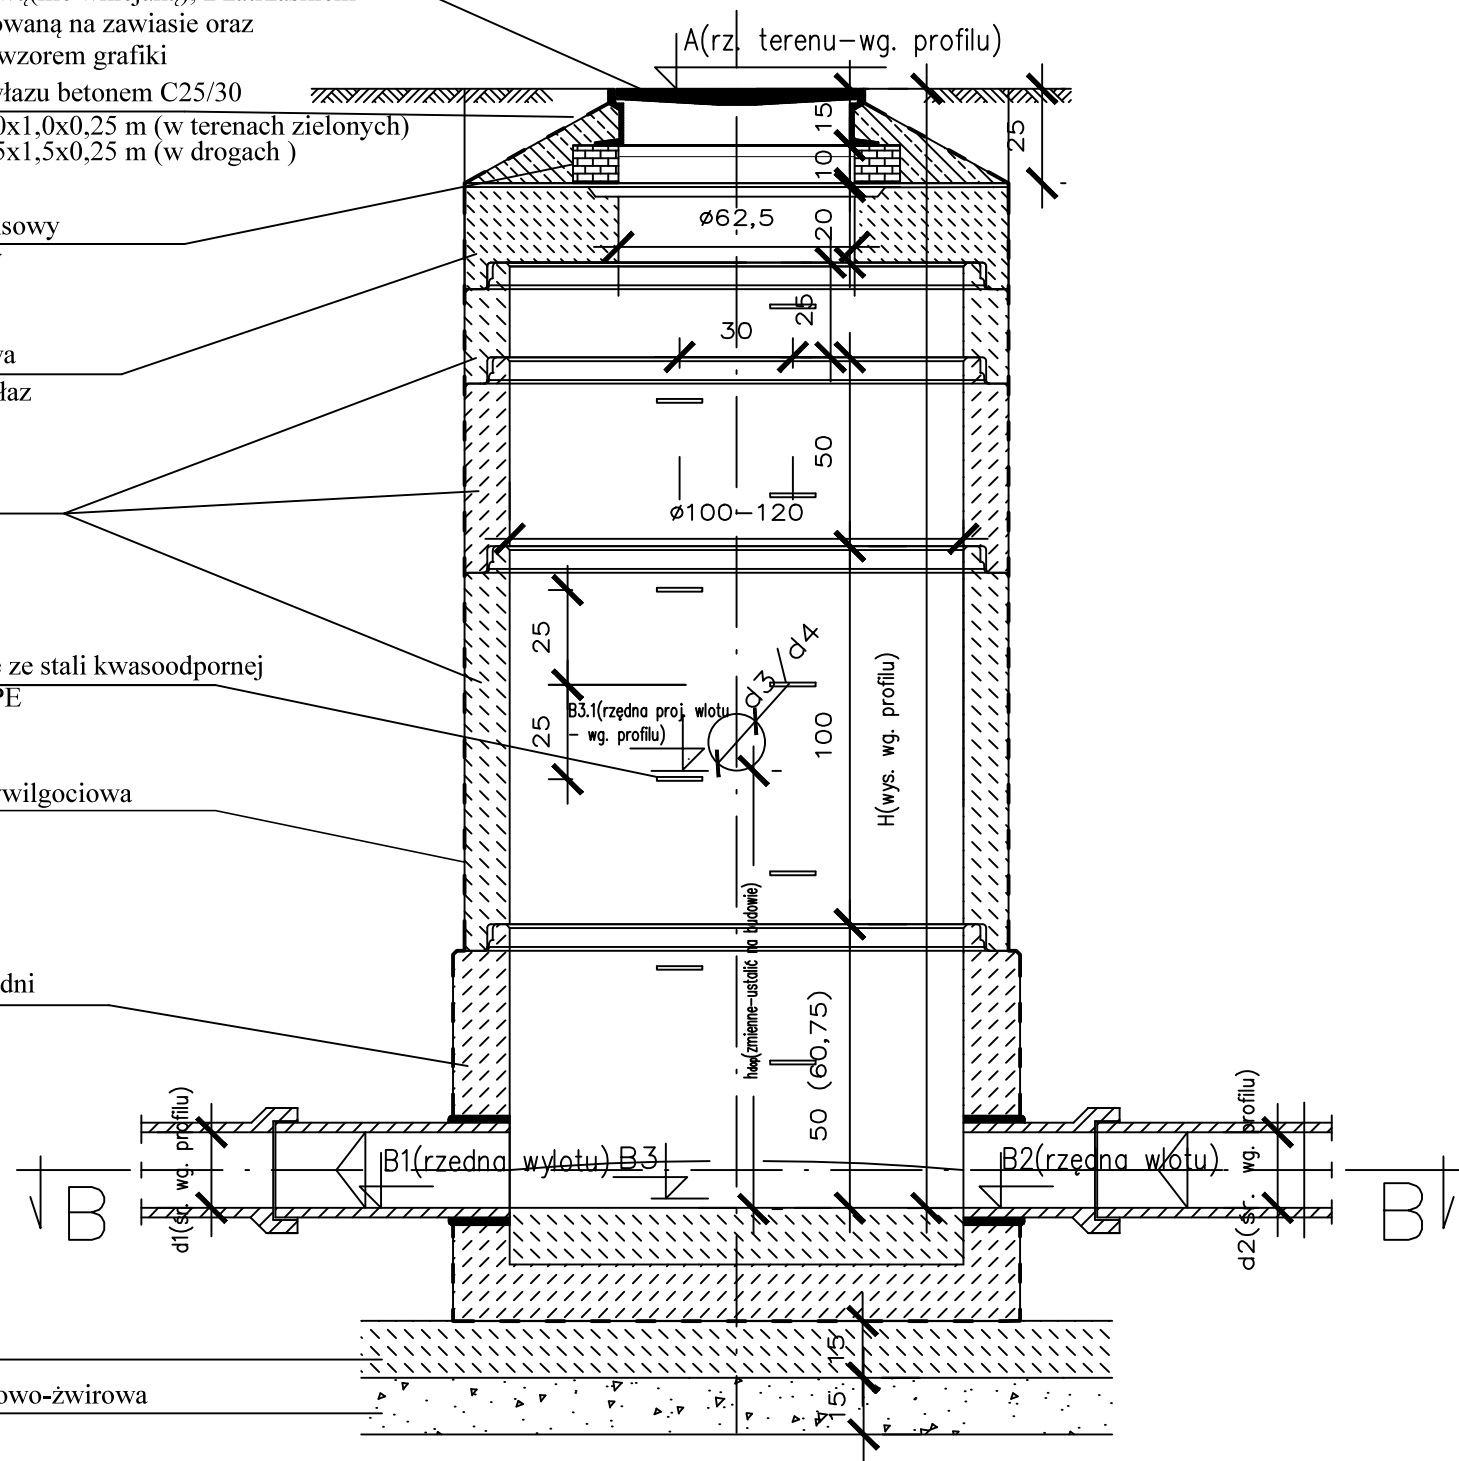 owaną na zawiasie oraz
wzorem grafiki
włazu betonem C25/30
0x1,0x0,25 m (w terenach zielonych)
5x1,5x0,25 m (w drogach )
sowy
wa
łaz
ze stali kwasoodpornej
PE
ywilgociowa
dni
owo-żwirowa
A(rz. terenu-wg. profilu)
15
25
10
20
ø62,5
25
30
50
ø100-120
25
25
d3/d4
B3.1(rzędna proj. wlotu
- wg. profilu)
100
H(wys. wg. profilu)
hdop(zmienne-ustalić na budowie)
50 (60,75)
d1(śr. wg. profilu)
B1(rzedna wylotu)
B3
B2(rzędna wlotu)
d2(śr. wg. profilu)
B
B
15
15